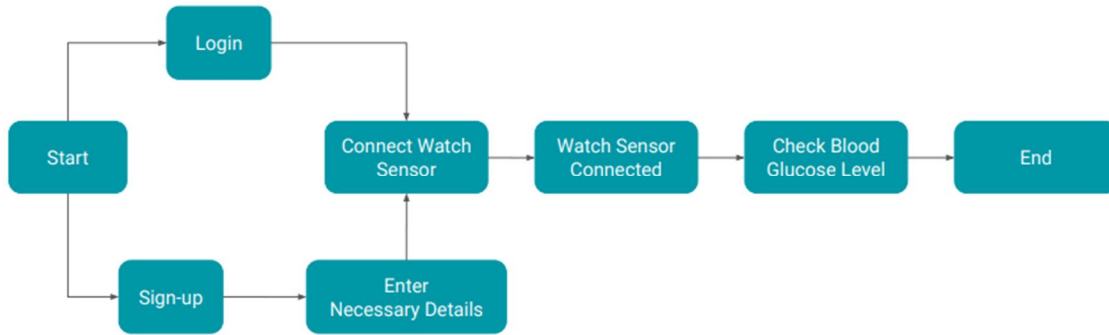 Login
Start
Connect Watch
Sensor
Watch Sensor
Connected
Check Blood
Glucose Level
End
Sign-up
Enter
Necessary Details